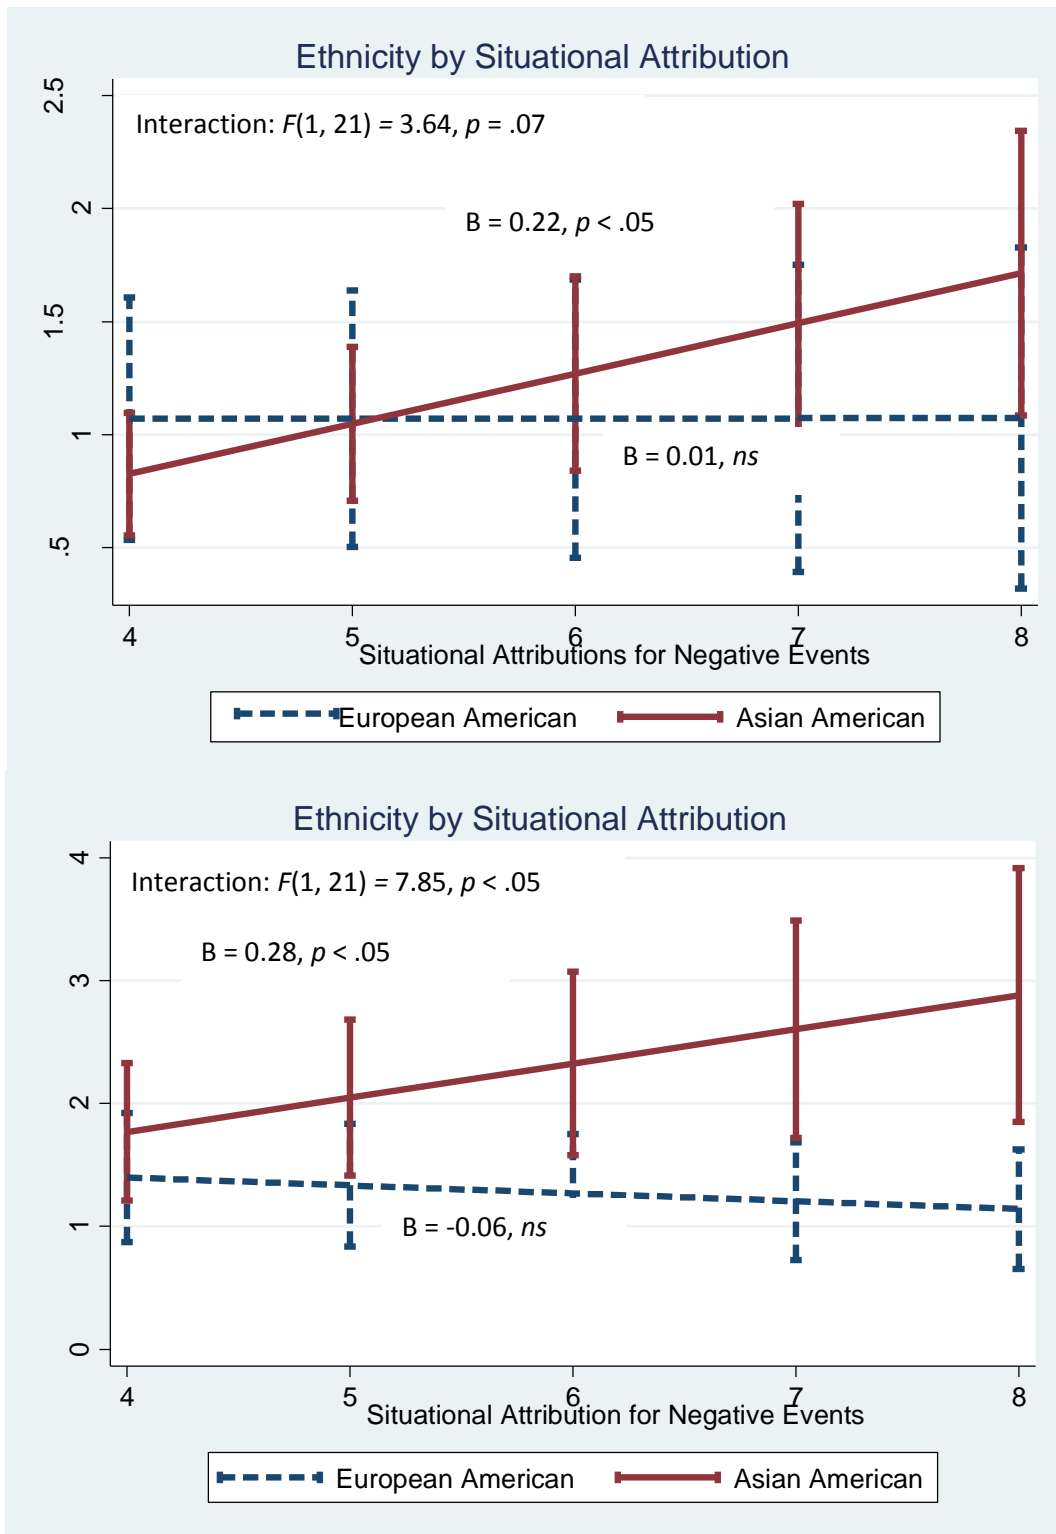 Ethnicity by Situational Attribution
2.5
Interaction: F(1, 21) = 3.64, p = .07
2
B = 0.22, p < .05
1.5
1
B = 0.01, ns
.5
4 5 6 7 8
Situational Attributions for Negative Events
European American Asian American
Ethnicity by Situational Attribution
4
Interaction: F(1, 21) = 7.85, p < .05
B = 0.28, p < .05
3
2
1
B = -0.06, ns
0
4 5 6 7 8
Situational Attribution for Negative Events
European American Asian American